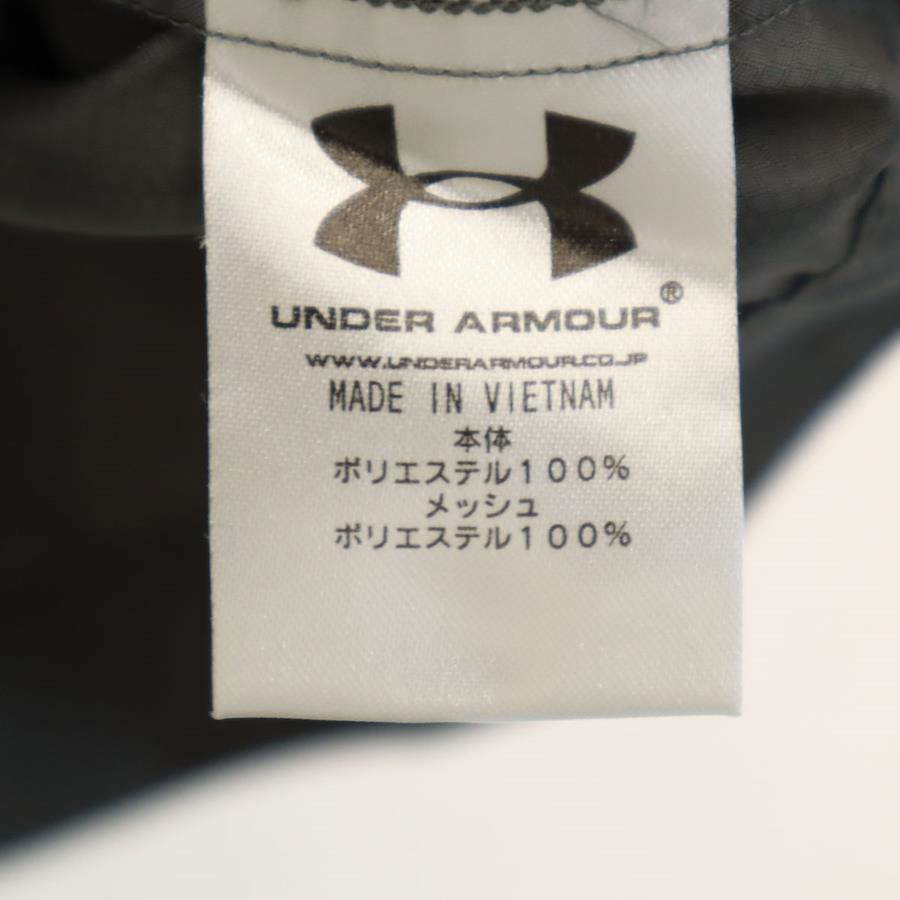 UNDER ARMOUR®
WWW.UNDERARMOUR.CO.JP
MADE IN VIETNAM
本体
ポリエステル100%
メッシュ
ポリエステル100%